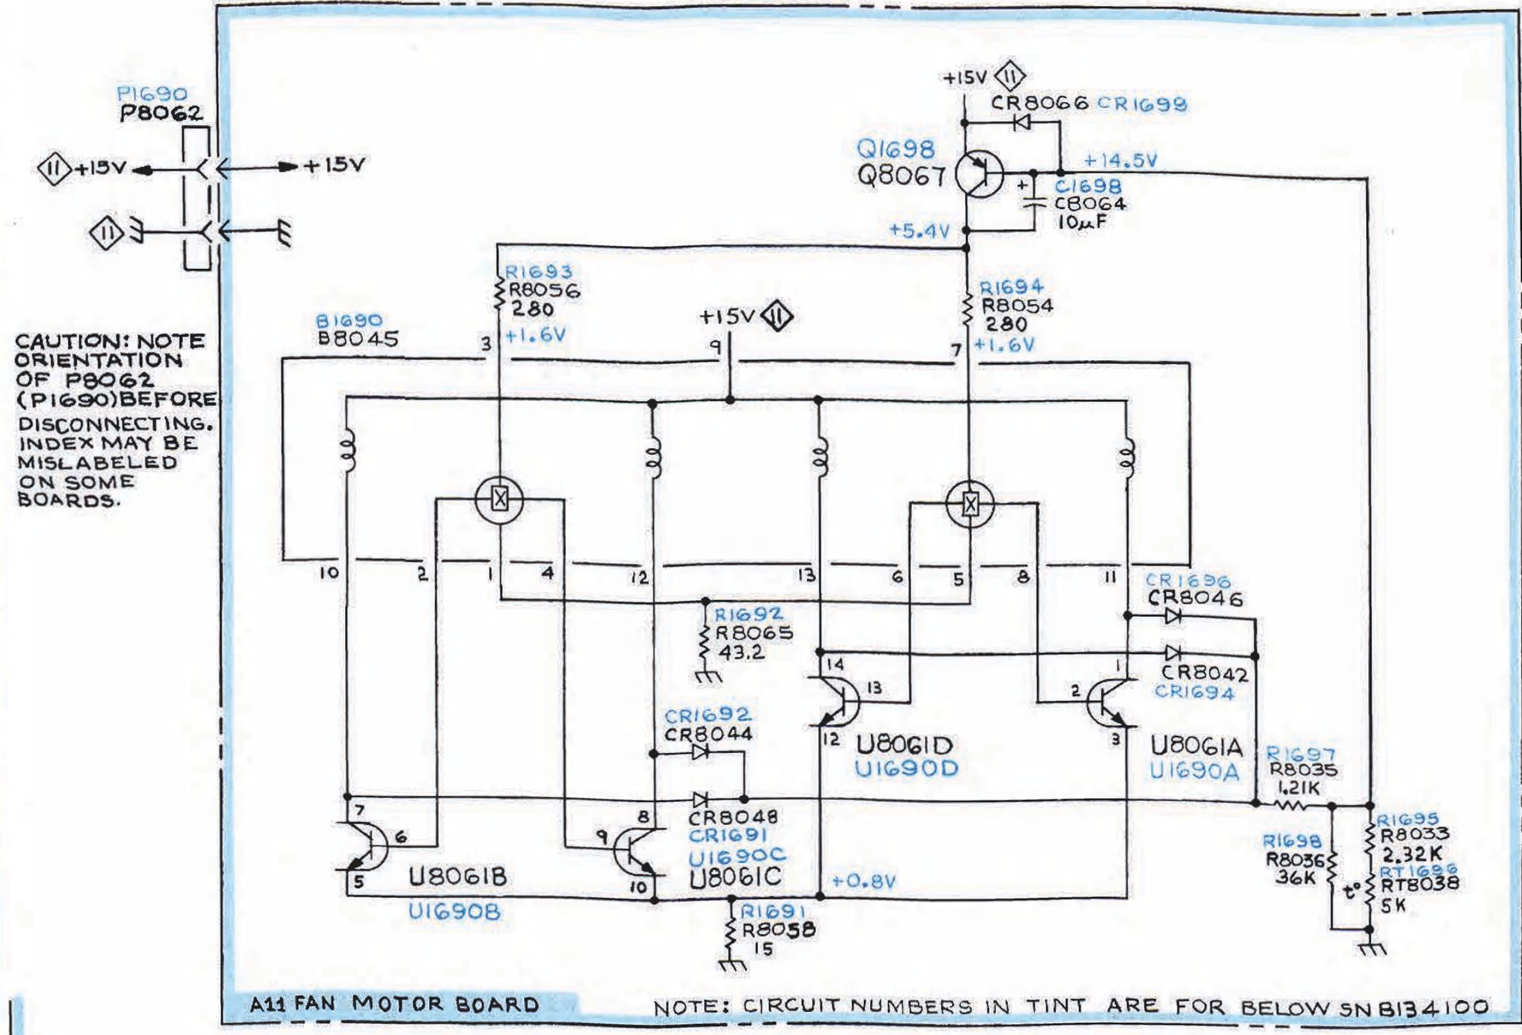 P1690
P8062
11
+15V
+15V
11
CAUTION: NOTE
ORIENTATION
OF P8062
(P1690) BEFORE
DISCONNECTING.
INDEX MAY BE
MISLABELED
ON SOME
BOARDS.
+15V
11
CR8066 CR1699
Q1698
Q8067
+14.5V
+
C1698
C8064
10µF
+5.4V
R1693
R8056
280
R1694
R8054
280
B1690
B8045
3
+1.6V
+15V
11
9
7
+1.6V
X
X
10
2
1
4
12
13
6
5
8
11
CR1696
CR8046
R1692
R8065
43.2
14
13
12
U8061D
U1690D
CR8042
CR1694
1
2
3
U8061A
U1690A
CR1692
CR8044
CR8048
CR1691
U1690C
U8061C
7
6
5
U8061B
U1690B
8
9
10
R1697
R8035
1.21K
R1698
R8036
36K
R1695
R8033
2.32K
RT1696
RT8038
5K
t°
+0.8V
R1691
R8058
15
A11 FAN MOTOR BOARD
NOTE: CIRCUIT NUMBERS IN TINT ARE FOR BELOW SN B134100